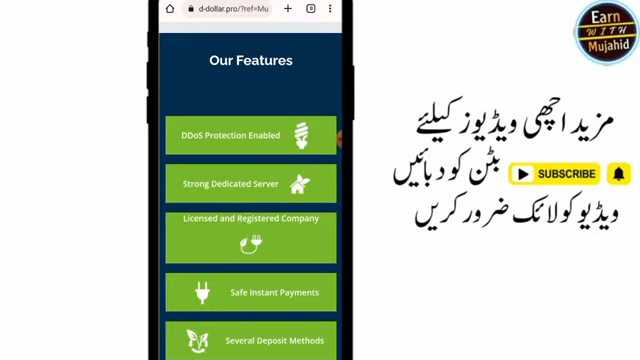 d-dollar.pro/?ref=Mu
Our Features
DDoS Protection Enabled
Strong Dedicated Server
Licensed and Registered Company
Safe Instant Payments
Several Deposit Methods
Earn
WITH
Mujahid
مزید اچھی ویڈیوز کیلئے
SUBSCRIBE بٹن کو دبائیں
ویڈیو کو لائک ضرور کریں